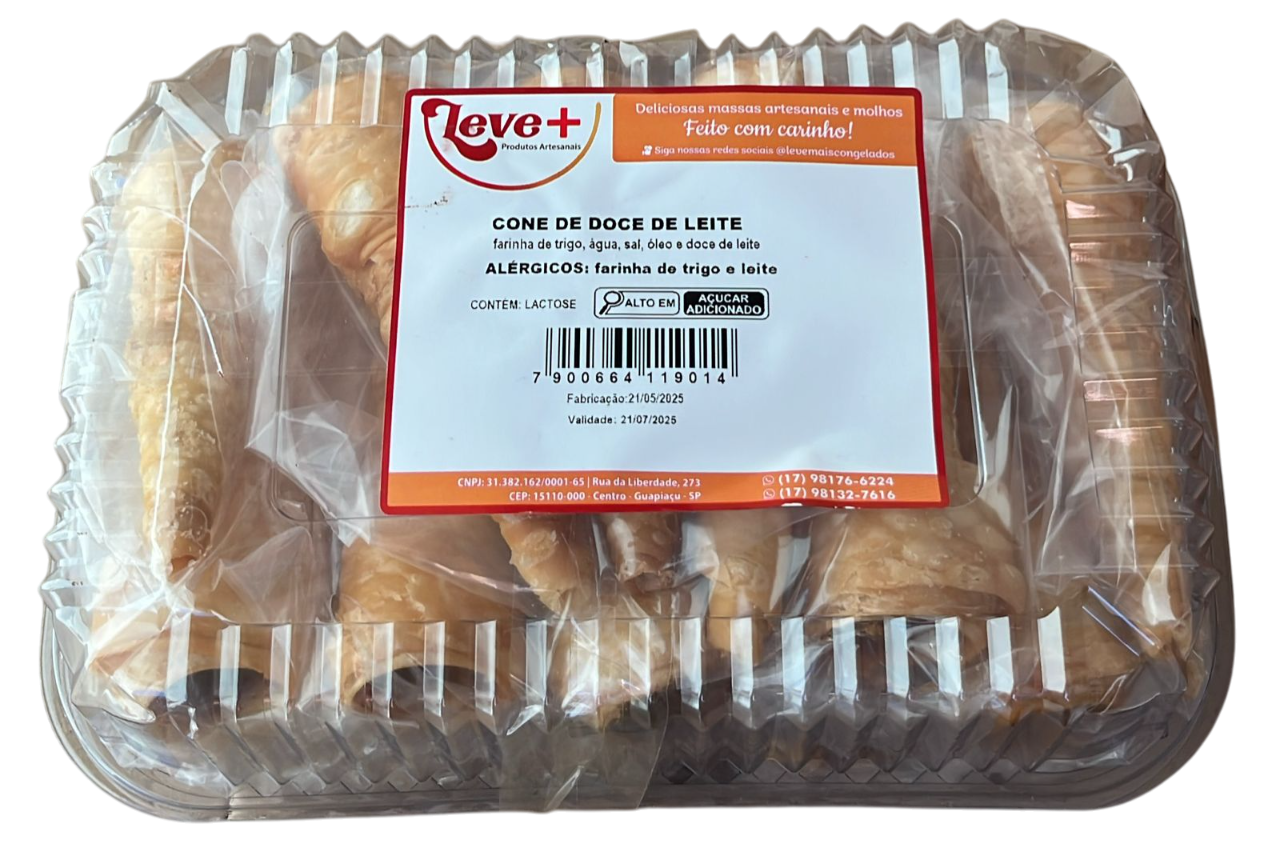 Leve+
Produtos Artesanais
Deliciosas massas artesanais e molhos
Feito com carinho!
Siga nossas redes sociais @levemaiscongelados
CONE DE DOCE DE LEITE
farinha de trigo, água, sal, óleo e doce de leite
ALÉRGICOS: farinha de trigo e leite
CONTÉM: LACTOSE
ALTO EM
AÇUCAR
ADICIONADO
7 900664 119014
Fabricação:21/05/2025
Validade: 21/07/2025
CNPJ: 31.382.162/0001-65 | Rua da Liberdade, 273
CEP: 15110-000 - Centro - Guapiaçu - SP
(17) 98176-6224
(17) 98132-7616